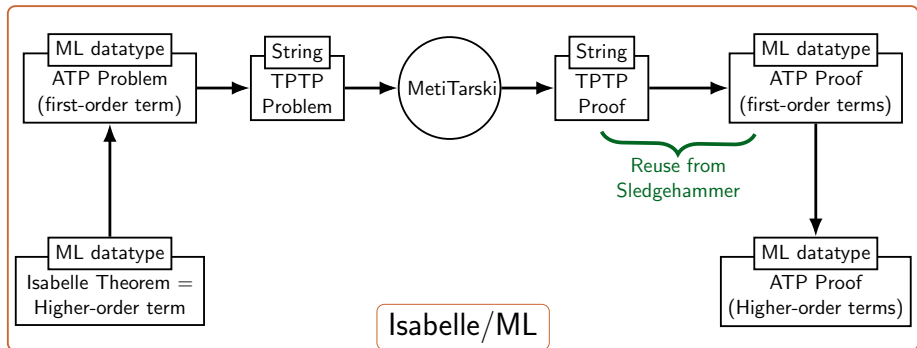 ML datatype
ATP Problem
(first-order term)
String
TPTP
Problem
MetiTarski
String
TPTP
Proof
ML datatype
ATP Proof
(first-order terms)
Reuse from
Sledgehammer
ML datatype
Isabelle Theorem =
Higher-order term
ML datatype
ATP Proof
(Higher-order terms)
Isabelle/ML